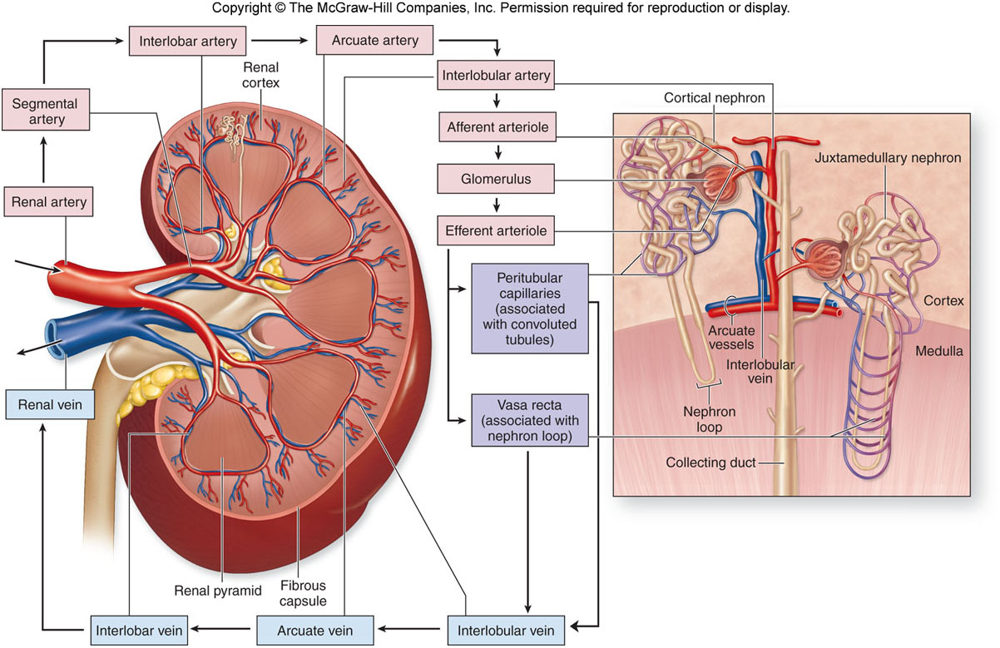 Copyright © The McGraw-Hill Companies, Inc. Permission required for reproduction or display.
Interlobar artery
Arcuate artery
Renal
cortex
Interlobular artery
Segmental
artery
Cortical nephron
Afferent arteriole
Juxtamedullary nephron
Glomerulus
Renal artery
Efferent arteriole
Peritubular
capillaries
(associated
with convoluted
tubules)
Cortex
Arcuate
vessels
Medulla
Interlobular
vein
Renal vein
Vasa recta
(associated with
nephron loop)
Nephron
loop
Collecting duct
Renal pyramid
Fibrous
capsule
Interlobar vein
Arcuate vein
Interlobular vein